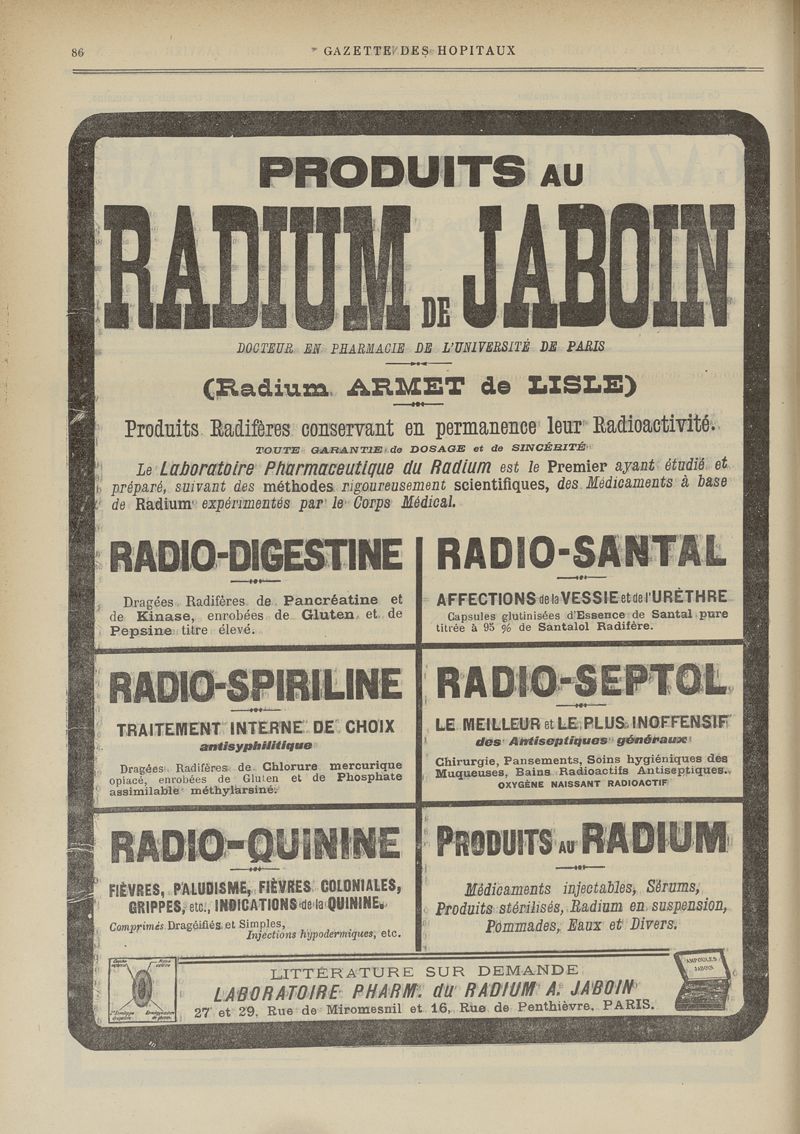 86
GAZETTE DES HOPITAUX
PRODUITS AU
RADIUM DE JABOIN
DOCTEUR EN PHARMACIE DE L'UNIVERSITÉ DE PARIS
(Radium ARMET de LISLE)
Produits Radifères conservant en permanence leur Radioactivité.
TOUTE GARANTIE de DOSAGE et de SINCÉRITÉ
Le Laboratoire Pharmaceutique du Radium est le Premier ayant étudié et
préparé, suivant des méthodes rigoureusement scientifiques, des Médicaments à base
de Radium expérimentés par le Corps Médical.
RADIO-DIGESTINE
Dragées Radifères de Pancréatine et
de Kinase, enrobées de Gluten et de
Pepsine titre élevé.
RADIO-SANTAL
AFFECTIONS de la VESSIE et de l'URÈTHRE
Capsules glutinisées d'Essence de Santal pure
titrée à 95 % de Santalol Radifère.
RADIO-SPIRILINE
TRAITEMENT INTERNE DE CHOIX
antisyphilitique
Dragées Radifères de Chlorure mercurique
opiacé, enrobées de Gluten et de Phosphate
assimilable méthylarsiné.
RADIO-SEPTOL
LE MEILLEUR et LE PLUS INOFFENSIF
des Antiseptiques généraux
Chirurgie, Pansements, Soins hygiéniques des
Muqueuses, Bains Radioactifs Antiseptiques.
OXYGÈNE NAISSANT RADIOACTIF
RADIO-QUININE
FIÈVRES, PALUDISME, FIÈVRES COLONIALES,
GRIPPES, etc., INDICATIONS de la QUININE.
Comprimés Dragéifiés et Simples,
Injections hypodermiques, etc.
PRODUITS AU RADIUM
Médicaments injectables, Sérums,
Produits stérilisés, Radium en suspension,
Pommades, Eaux et Divers.
LITTÉRATURE SUR DEMANDE
LABORATOIRE PHARM. du RADIUM A. JABOIN
27 et 29, Rue de Miromesnil et 16, Rue de Penthièvre, PARIS.
AMPOULES
JABOIN